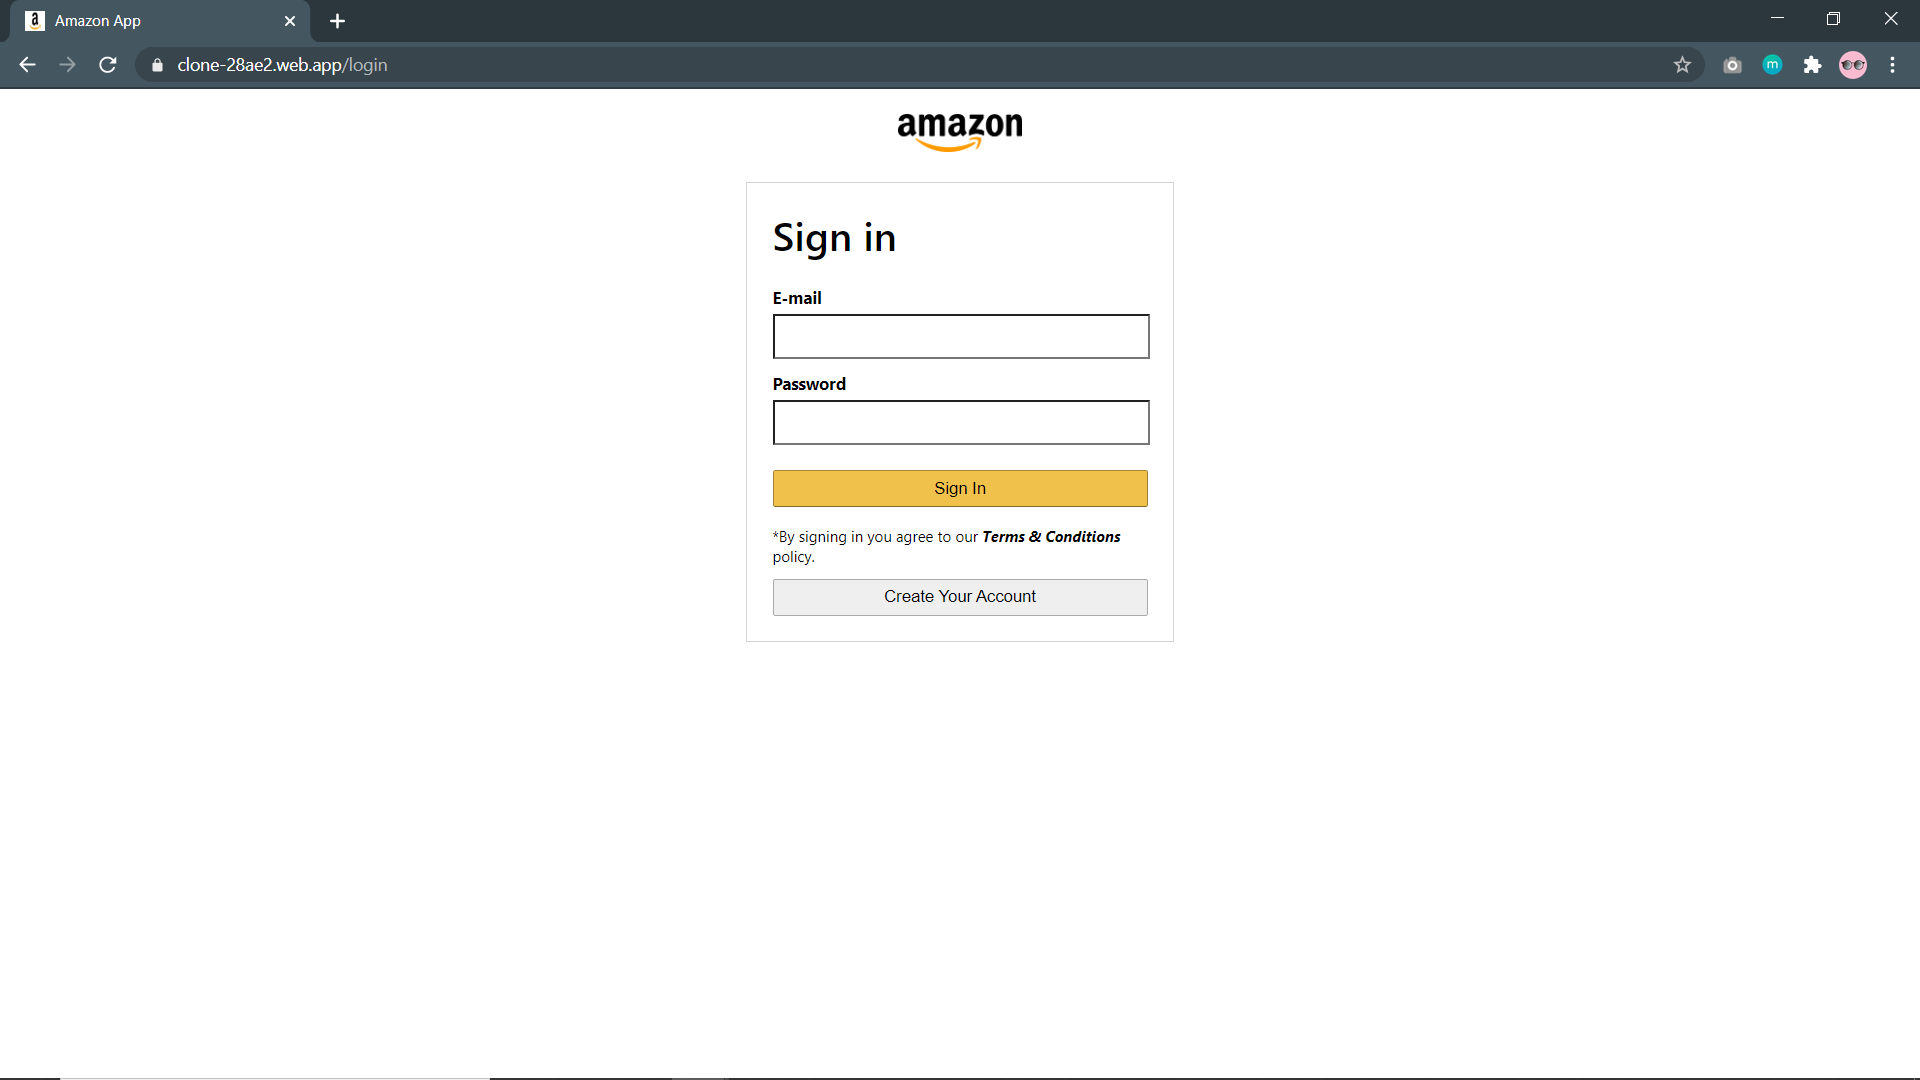 a Amazon App
clone-28ae2.web.app/login
m
amazon
Sign in
E-mail
Password
Sign In
*By signing in you agree to our Terms & Conditions
policy.
Create Your Account